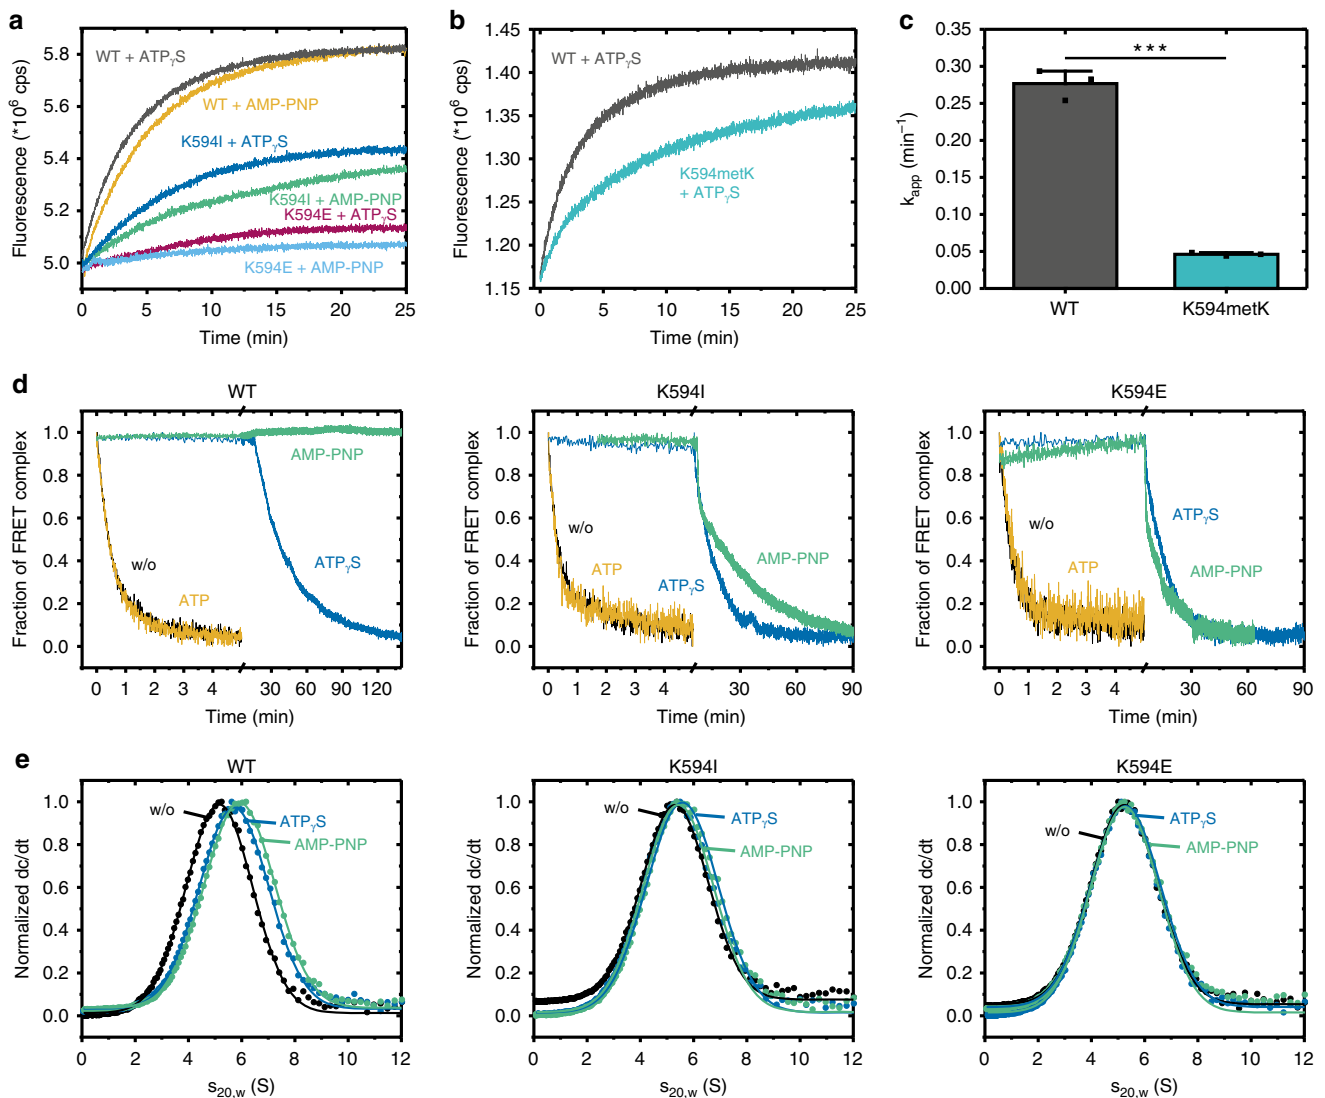 a
Fluorescence (*10⁶ cps)
5.8
5.6
5.4
5.2
5.0
WT + ATPγS
WT + AMP-PNP
K594I + ATPγS
K594I + AMP-PNP
K594E + ATPγS
K594E + AMP-PNP
0 5 10 15 20 25
Time (min)
b
Fluorescence (*10⁶ cps)
1.45
1.40
1.35
1.30
1.25
1.20
1.15
WT + ATPγS
K594metK
+ ATPγS
0 5 10 15 20 25
Time (min)
c
k_app (min⁻¹)
0.35
0.30
0.25
0.20
0.15
0.10
0.05
0.00
***
WT K594metK
d
WT
Fraction of FRET complex
1.0
0.8
0.6
0.4
0.2
0.0
AMP-PNP
w/o
ATP
ATPγS
0 1 2 3 4 30 60 90 120
Time (min)
K594I
Fraction of FRET complex
1.0
0.8
0.6
0.4
0.2
0.0
w/o
ATP
ATPγS
AMP-PNP
0 1 2 3 4 30 60 90
Time (min)
K594E
Fraction of FRET complex
1.0
0.8
0.6
0.4
0.2
0.0
w/o
ATP
ATPγS
AMP-PNP
0 1 2 3 4 30 60 90
Time (min)
e
WT
Normalized dc/dt
1.0
0.8
0.6
0.4
0.2
0.0
w/o
ATPγS
AMP-PNP
0 2 4 6 8 10 12
s20,w (S)
K594I
Normalized dc/dt
1.0
0.8
0.6
0.4
0.2
0.0
w/o
ATPγS
AMP-PNP
0 2 4 6 8 10 12
s20,w (S)
K594E
Normalized dc/dt
1.0
0.8
0.6
0.4
0.2
0.0
w/o
ATPγS
AMP-PNP
0 2 4 6 8 10 12
s20,w (S)